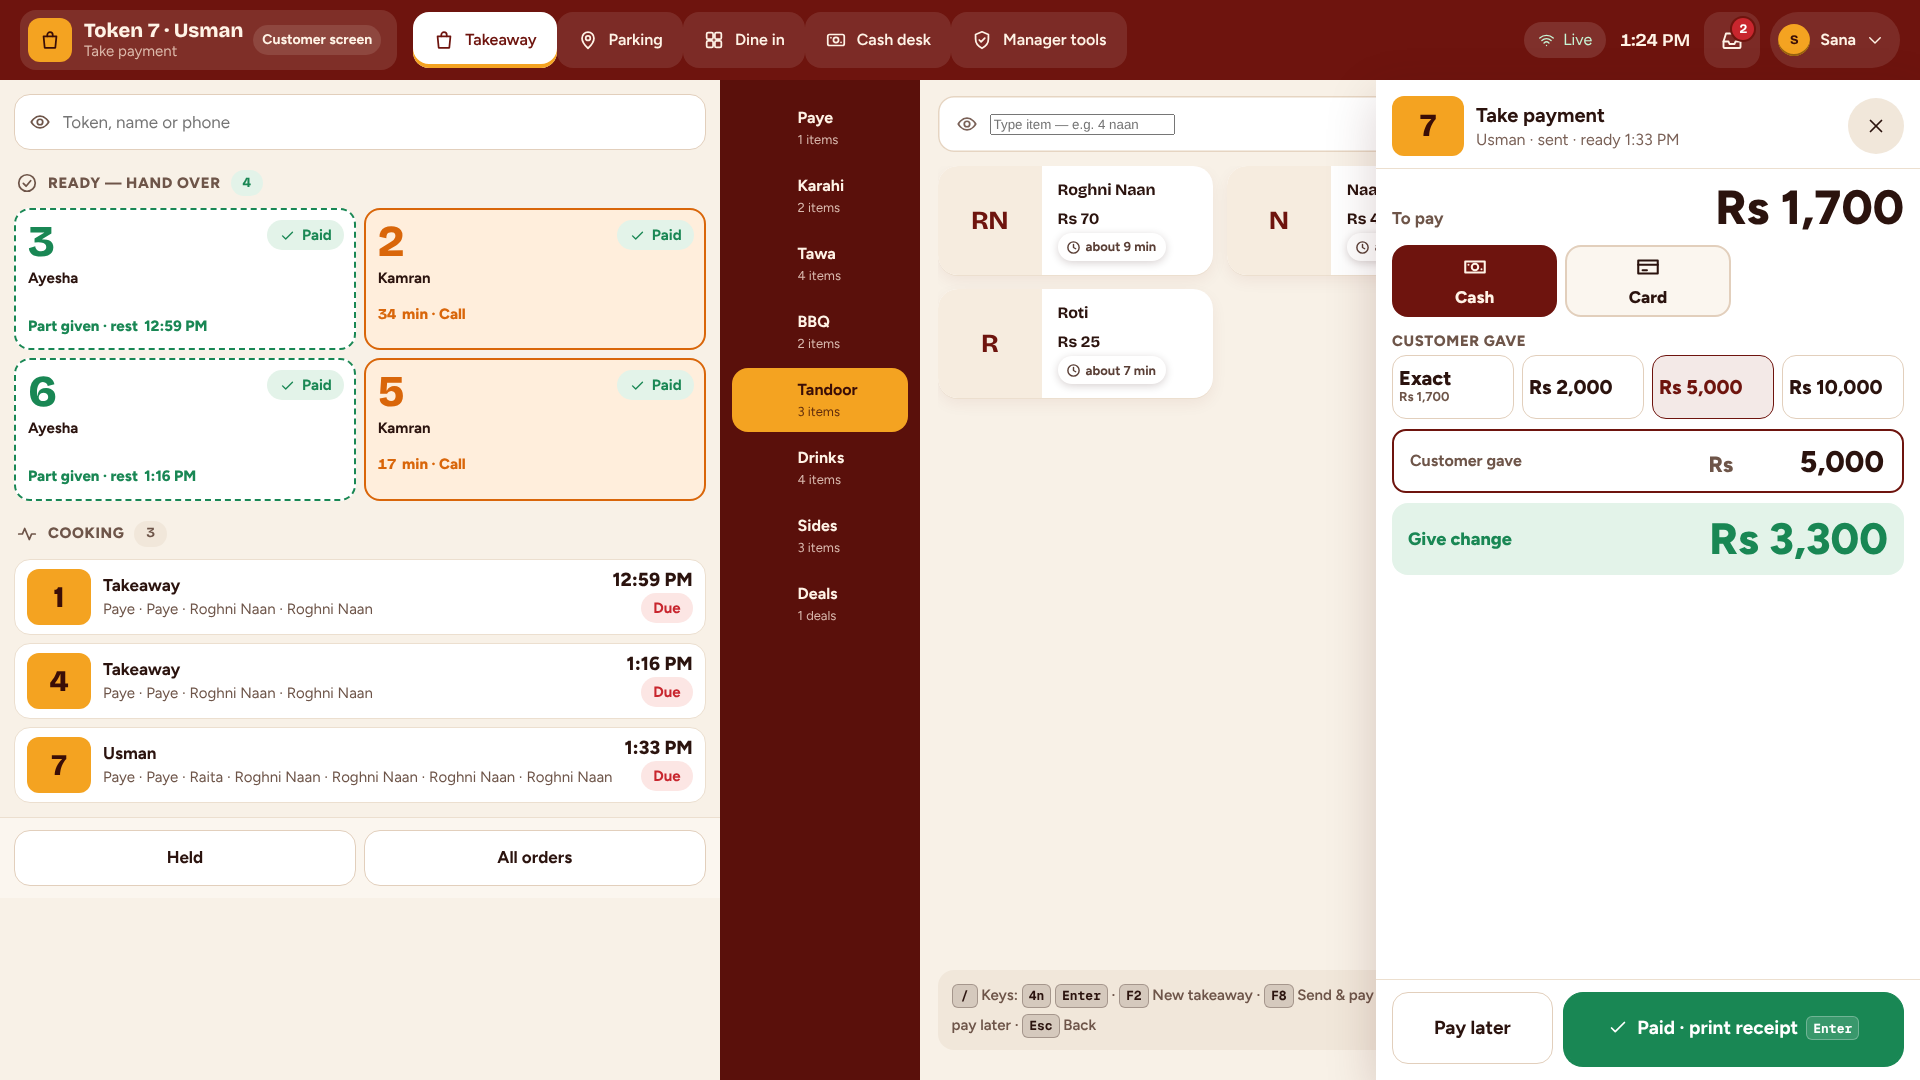 Token 7 · Usman
Take payment
Customer screen
Takeaway
Parking
Dine in
Cash desk
Manager tools
Live
1:24 PM
2
S
Sana
Token, name or phone
READY — HAND OVER 4
3
Paid
Ayesha
Part given · rest 12:59 PM
2
Paid
Kamran
34 min · Call
6
Paid
Ayesha
Part given · rest 1:16 PM
5
Paid
Kamran
17 min · Call
COOKING 3
1
Takeaway
Paye · Paye · Roghni Naan · Roghni Naan
12:59 PM
Due
4
Takeaway
Paye · Paye · Roghni Naan · Roghni Naan
1:16 PM
Due
7
Usman
Paye · Paye · Raita · Roghni Naan · Roghni Naan · Roghni Naan · Roghni Naan
1:33 PM
Due
Held
All orders
Paye
1 items
Karahi
2 items
Tawa
4 items
BBQ
2 items
Tandoor
3 items
Drinks
4 items
Sides
3 items
Deals
1 deals
Type item — e.g. 4 naan
RN
Roghni Naan
Rs 70
about 9 min
N
R
Roti
Rs 25
about 7 min
/ Keys: 4n Enter · F2 New takeaway · F8 Send & pay
pay later · Esc Back
7
Take payment
Usman · sent · ready 1:33 PM
To pay
Rs 1,700
Cash
Card
CUSTOMER GAVE
Exact
Rs 1,700
Rs 2,000
Rs 5,000
Rs 10,000
Customer gave
Rs 5,000
Give change
Rs 3,300
Pay later
Paid · print receipt Enter